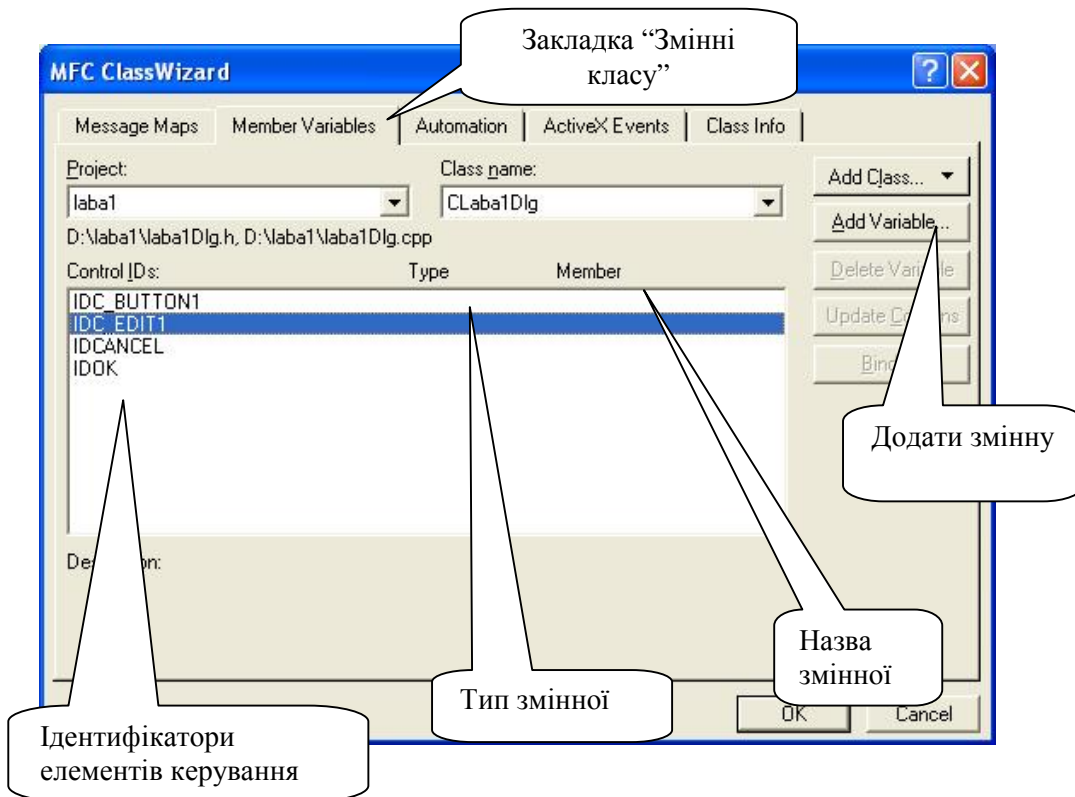 Закладка “Змінні
класу”
MFC ClassWizard
Message Maps
Member Variables
Automation
ActiveX Events
Class Info
Project:
Class name:
Add Class...
laba1
CLaba1Dlg
Add Variable...
D:\laba1\laba1Dlg.h, D:\laba1\laba1Dlg.cpp
Control IDs:
Type
Member
Delete
IDC_BUTTON1
IDC_EDIT1
Update
IDCANCEL
IDOK
Додати змінну
Назва
змінної
Тип змінної
OK
Cancel
Ідентифікатори
елементів керування